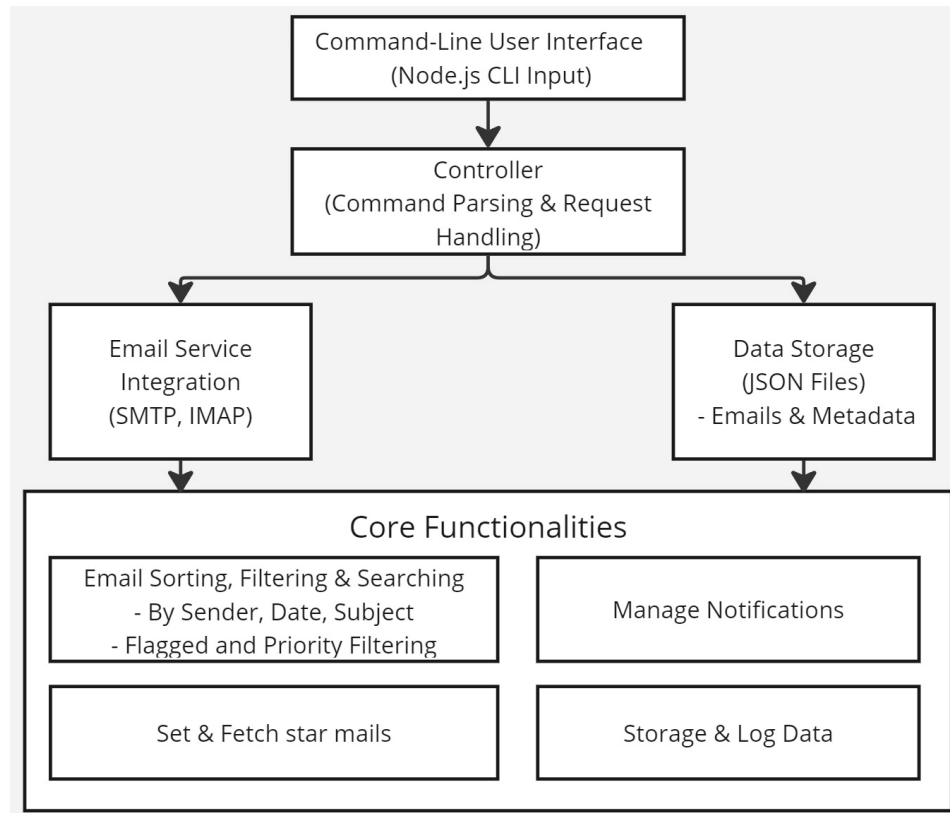 Command-Line User Interface
(Node.js CLI Input)
Controller
(Command Parsing & Request
Handling)
Email Service
Integration
(SMTP, IMAP)
Data Storage
(JSON Files)
- Emails & Metadata
Core Functionalities
Email Sorting, Filtering & Searching
- By Sender, Date, Subject
- Flagged and Priority Filtering
Manage Notifications
Set & Fetch star mails
Storage & Log Data